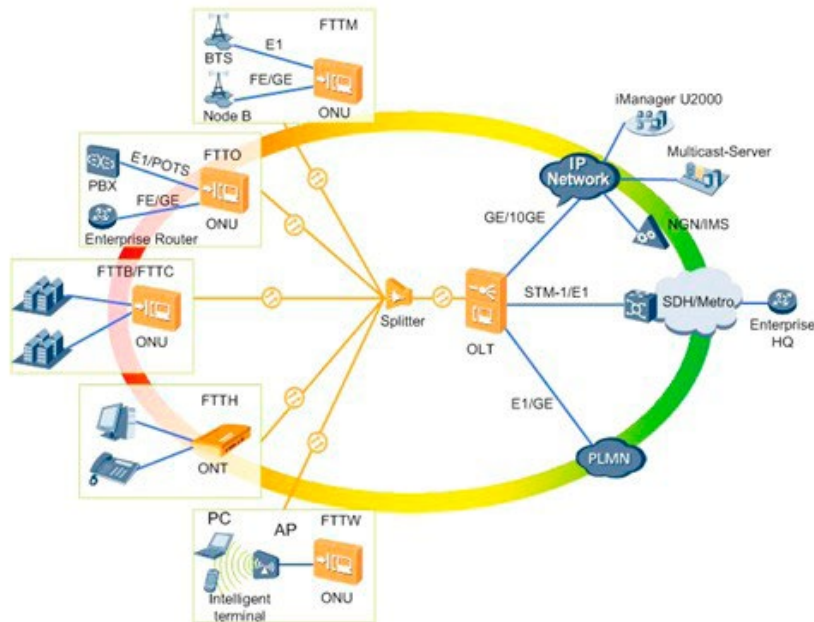 FTTM
BTS
E1
FE/GE
Node B
ONU
iManager U2000
FTTO
E1/POTS
PBX
FE/GE
ONU
Enterprise Router
IP
Network
Multicast-Server
GE/10GE
NGN/IMS
FTTB/FTTC
ONU
Splitter
OLT
STM-1/E1
SDH/Metro
Enterprise
HQ
FTTH
ONT
E1/GE
PLMN
PC
AP
FTTW
Intelligent
terminal
ONU